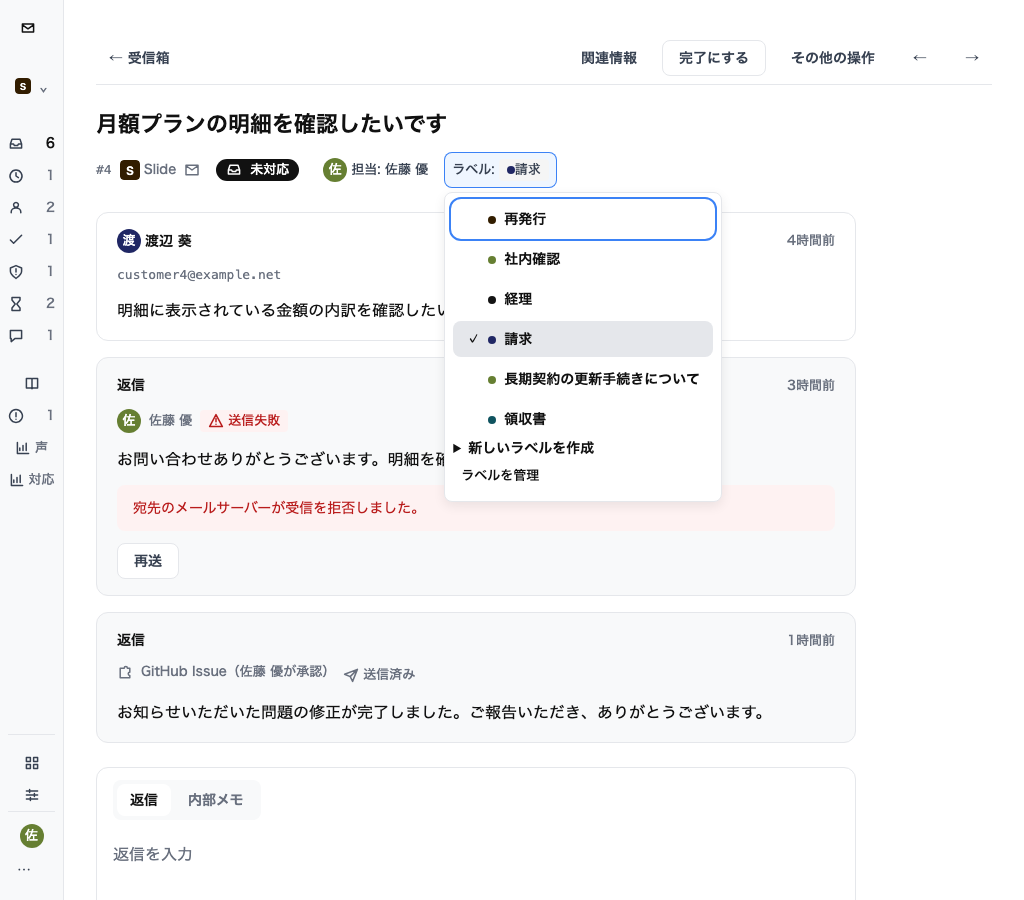 ← 受信箱 関連情報 完了にする その他の操作 ← →
S
月額プランの明細を確認したいです
6
#4 S Slide 未対応 佐 担当: 佐藤 優 ラベル: 請求
1
2
1
1
2
1
1
声
対応
佐
…
再発行
社内確認
経理
✓ 請求
長期契約の更新手続きについて
領収書
▶ 新しいラベルを作成
ラベルを管理
渡 渡辺 葵 4時間前
customer4@example.net
明細に表示されている金額の内訳を確認した
返信 3時間前
佐 佐藤 優 送信失敗
お問い合わせありがとうございます。明細を
宛先のメールサーバーが受信を拒否しました。
再送
返信 1時間前
GitHub Issue（佐藤 優が承認） 送信済み
お知らせいただいた問題の修正が完了しました。ご報告いただき、ありがとうございます。
返信 内部メモ
返信を入力